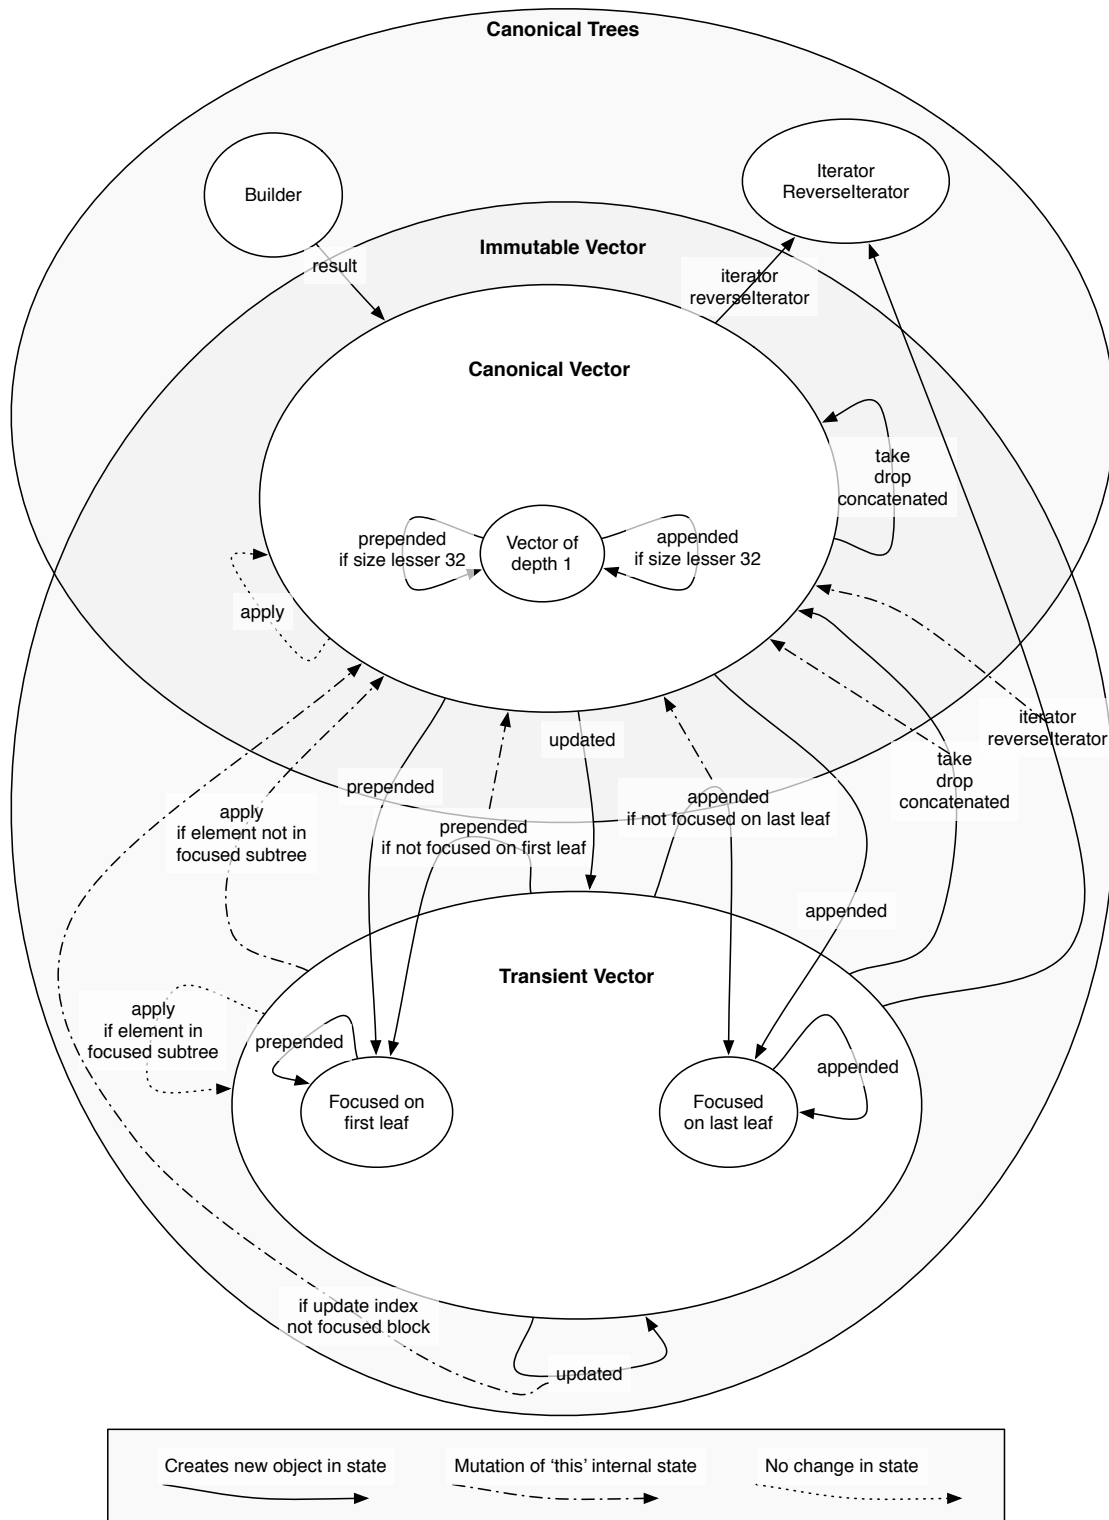 Canonical Trees
Builder
Iterator
ReverseIterator
Immutable Vector
result
iterator
reverseIterator
Canonical Vector
take
drop
concatenated
prepended
if size lesser 32
Vector of
depth 1
appended
if size lesser 32
apply
updated
iterator
reverseIterator
take
drop
concatenated
prepended
appended
if not focused on last leaf
apply
if element not in
focused subtree
prepended
if not focused on first leaf
appended
Transient Vector
apply
if element in
focused subtree
prepended
appended
Focused on
first leaf
Focused
on last leaf
if update index
not focused block
updated
Creates new object in state
Mutation of ‘this’ internal state
No change in state